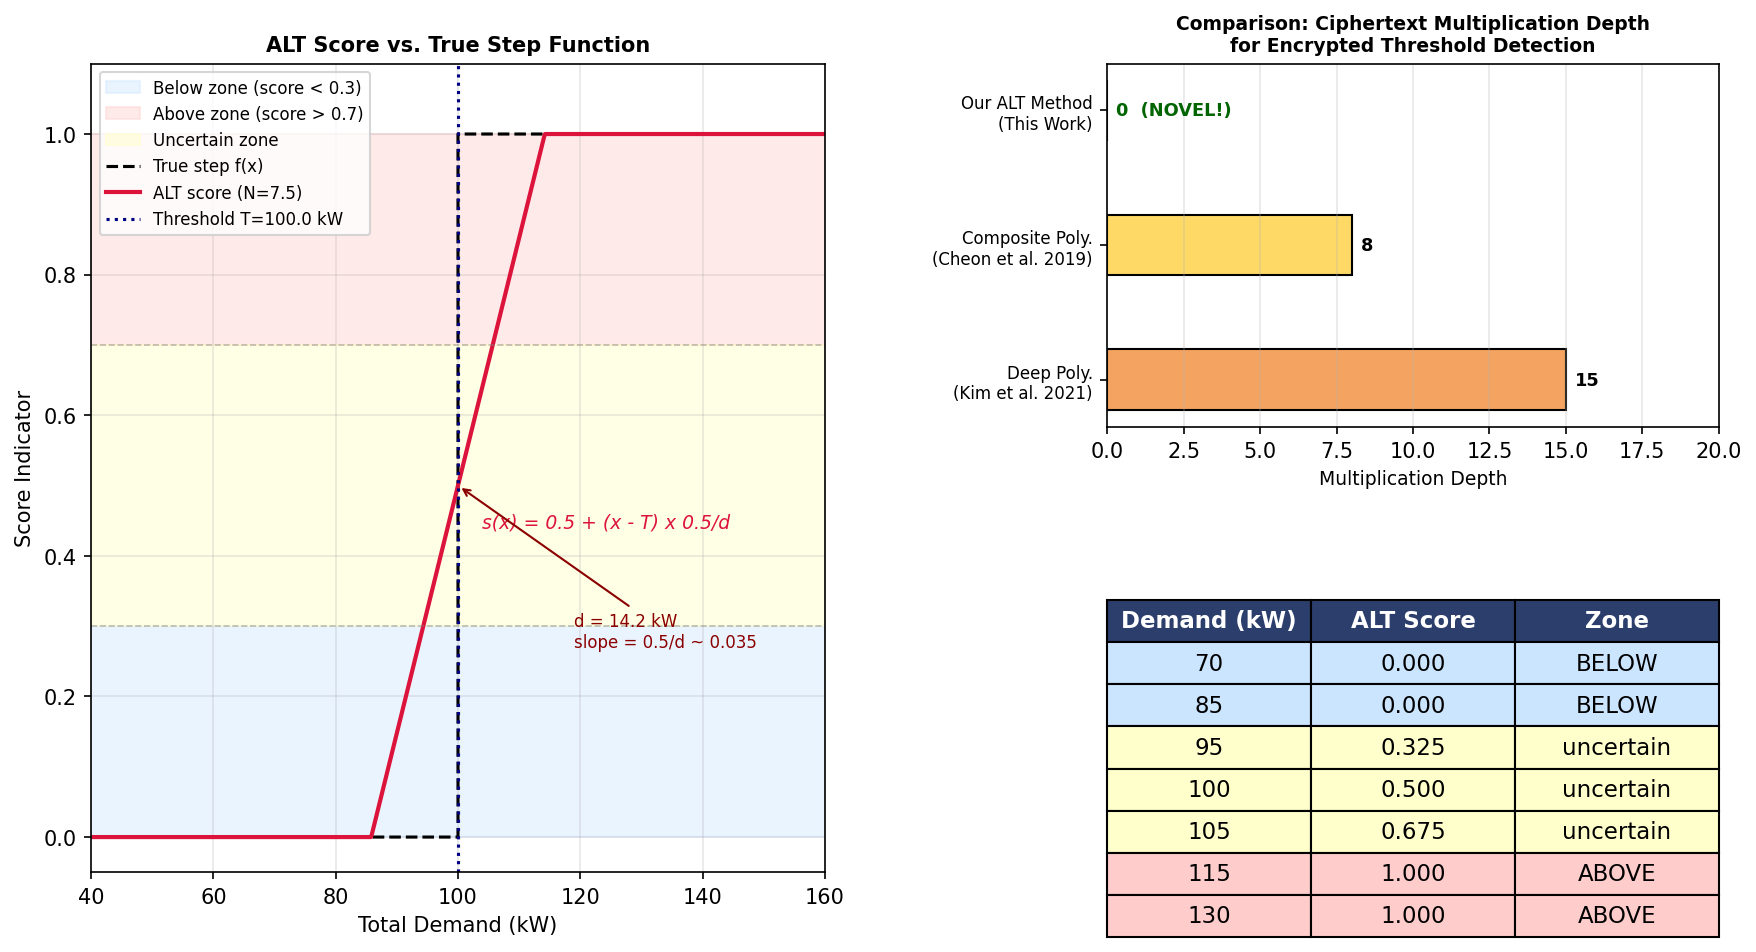 ALT Score vs. True Step Function
Below zone (score < 0.3)
Above zone (score > 0.7)
Uncertain zone
True step f(x)
ALT score (N=7.5)
Threshold T=100.0 kW
Score Indicator
1.0
0.8
0.6
0.4
0.2
0.0
s(x) = 0.5 + (x - T) x 0.5/d
d = 14.2 kW
slope = 0.5/d ~ 0.035
40 60 80 100 120 140 160
Total Demand (kW)
Comparison: Ciphertext Multiplication Depth
for Encrypted Threshold Detection
Our ALT Method
(This Work)
0 (NOVEL!)
Composite Poly.
(Cheon et al. 2019)
8
Deep Poly.
(Kim et al. 2021)
15
0.0 2.5 5.0 7.5 10.0 12.5 15.0 17.5 20.0
Multiplication Depth
Demand (kW) ALT Score Zone
70 0.000 BELOW
85 0.000 BELOW
95 0.325 uncertain
100 0.500 uncertain
105 0.675 uncertain
115 1.000 ABOVE
130 1.000 ABOVE